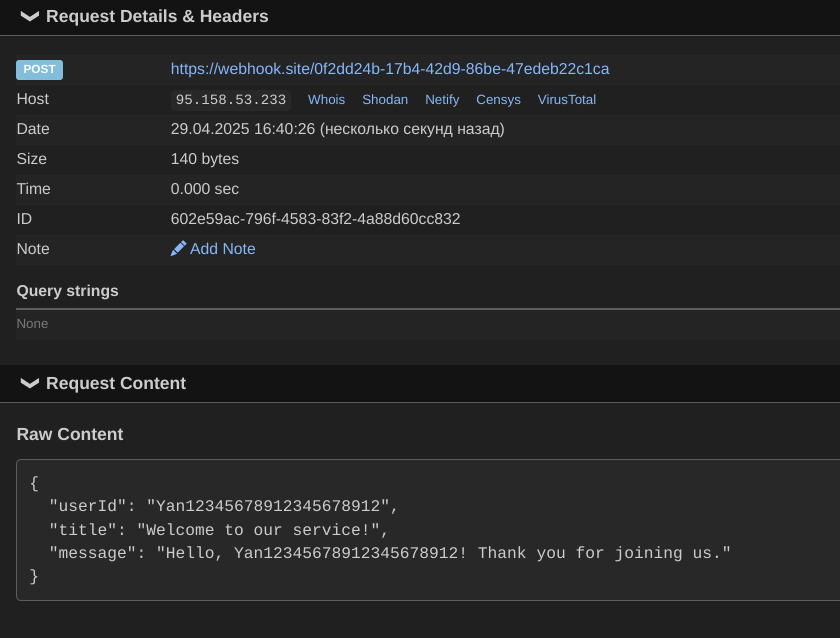 Request Details & Headers
POST https://webhook.site/0f2dd24b-17b4-42d9-86be-47edeb22c1ca
Host 95.158.53.233 Whois Shodan Netify Censys VirusTotal
Date 29.04.2025 16:40:26 (несколько секунд назад)
Size 140 bytes
Time 0.000 sec
ID 602e59ac-796f-4583-83f2-4a88d60cc832
Note Add Note
Query strings
None
Request Content
Raw Content
{
  "userId": "Yan12345678912345678912",
  "title": "Welcome to our service!",
  "message": "Hello, Yan12345678912345678912! Thank you for joining us."
}